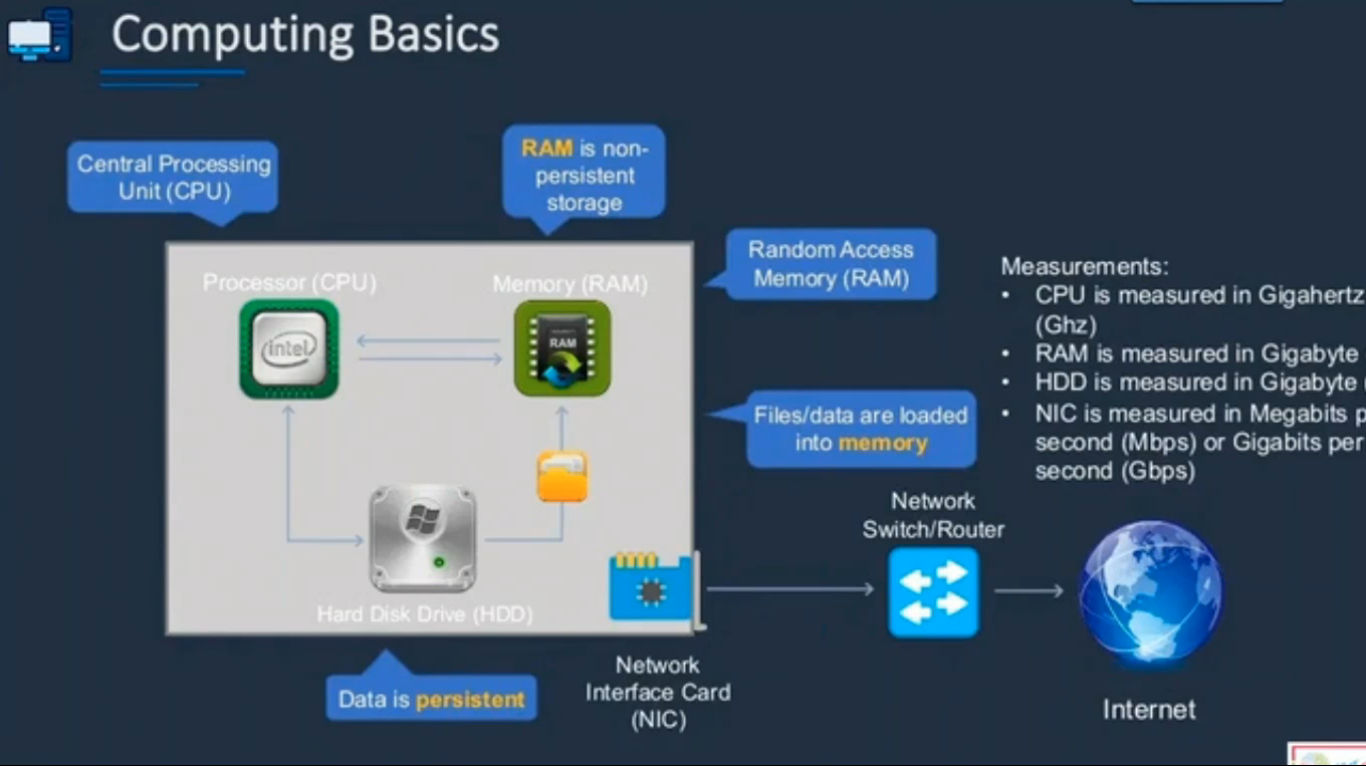 Computing Basics
Central Processing
Unit (CPU)
RAM is non-
persistent
storage
Random Access
Memory (RAM)
Processor (CPU)
Memory (RAM)
intel
RAM
Files/data are loaded
into memory
Hard Disk Drive (HDD)
Data is persistent
Network
Interface Card
(NIC)
Network
Switch/Router
Internet
Measurements:
• CPU is measured in Gigahertz
(Ghz)
• RAM is measured in Gigabyte
• HDD is measured in Gigabyte (
• NIC is measured in Megabits p
second (Mbps) or Gigabits per
second (Gbps)